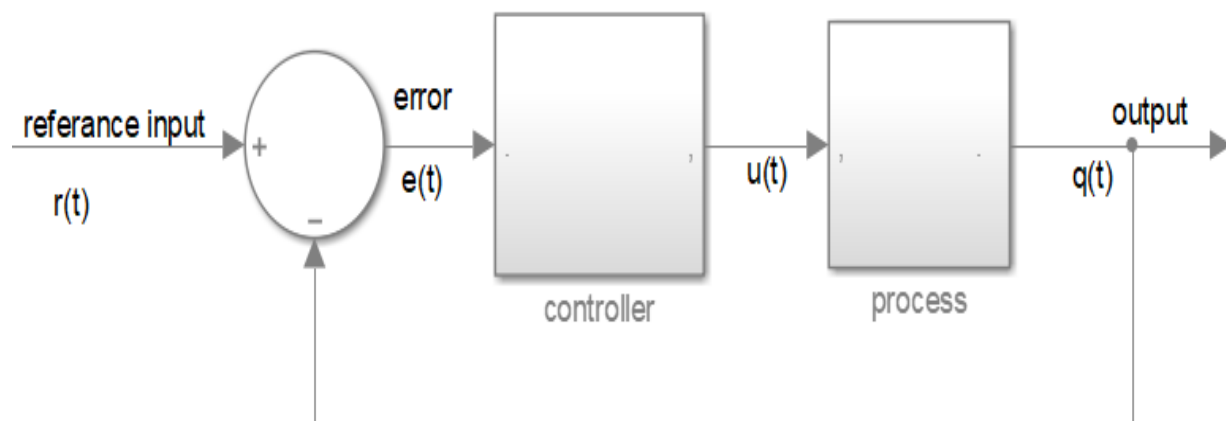 referance input
r(t)
+
−
error
e(t)
controller
u(t)
process
output
q(t)